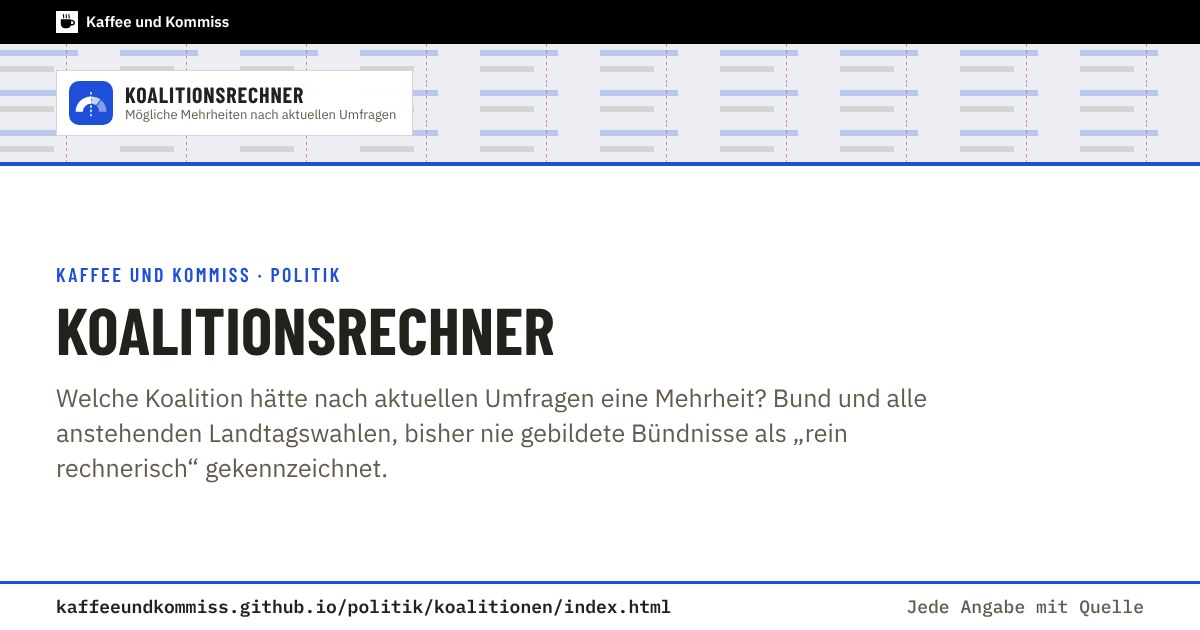 Kaffee und Kommiss
KOALITIONSRECHNER
Mögliche Mehrheiten nach aktuellen Umfragen
KAFFEE UND KOMMISS · POLITIK
KOALITIONSRECHNER
Welche Koalition hätte nach aktuellen Umfragen eine Mehrheit? Bund und alle
anstehenden Landtagswahlen, bisher nie gebildete Bündnisse als „rein
rechnerisch“ gekennzeichnet.
kaffeeundkommiss.github.io/politik/koalitionen/index.html
Jede Angabe mit Quelle